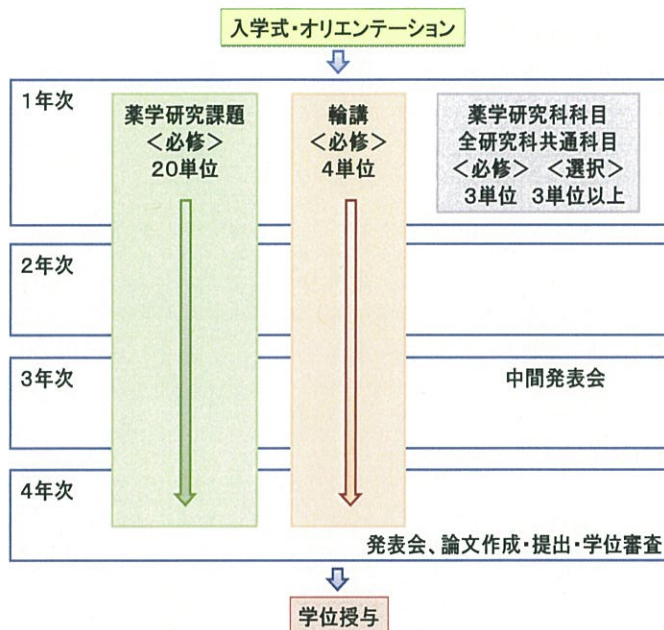 入学式・オリエンテーション
1年次
薬学研究課題
＜必修＞
20単位
輪講
＜必修＞
4単位
薬学研究科科目
全研究科共通科目
＜必修＞ ＜選択＞
3単位 3単位以上
2年次
3年次
中間発表会
4年次
発表会、論文作成・提出・学位審査
学位授与